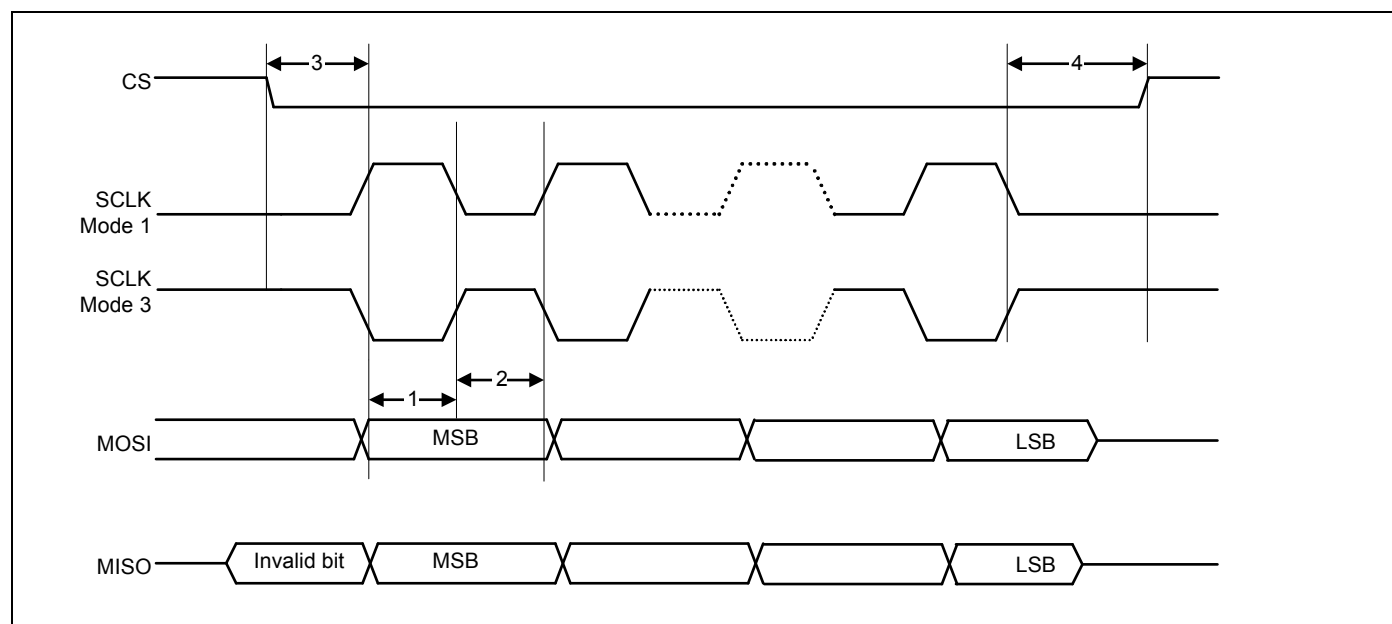 3
4
CS
SCLK
Mode 1
SCLK
Mode 3
2
1
MOSI
MSB
LSB
MISO
Invalid bit
MSB
LSB